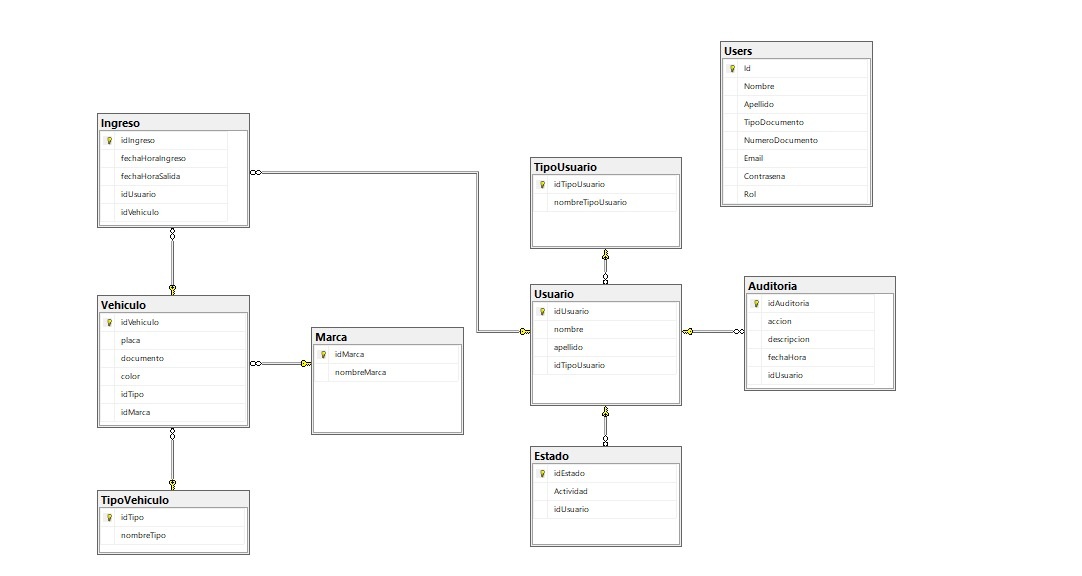 Users
Id
Nombre
Apellido
TipoDocumento
NumeroDocumento
Email
Contrasena
Rol
Ingreso
idIngreso
fechaHoraIngreso
fechaHoraSalida
idUsuario
idVehiculo
TipoUsuario
idTipoUsuario
nombreTipoUsuario
Vehiculo
idVehiculo
placa
documento
color
idTipo
idMarca
Marca
idMarca
nombreMarca
Usuario
idUsuario
nombre
apellido
idTipoUsuario
Auditoria
idAuditoria
accion
descripcion
fechaHora
idUsuario
TipoVehiculo
idTipo
nombreTipo
Estado
idEstado
Actividad
idUsuario